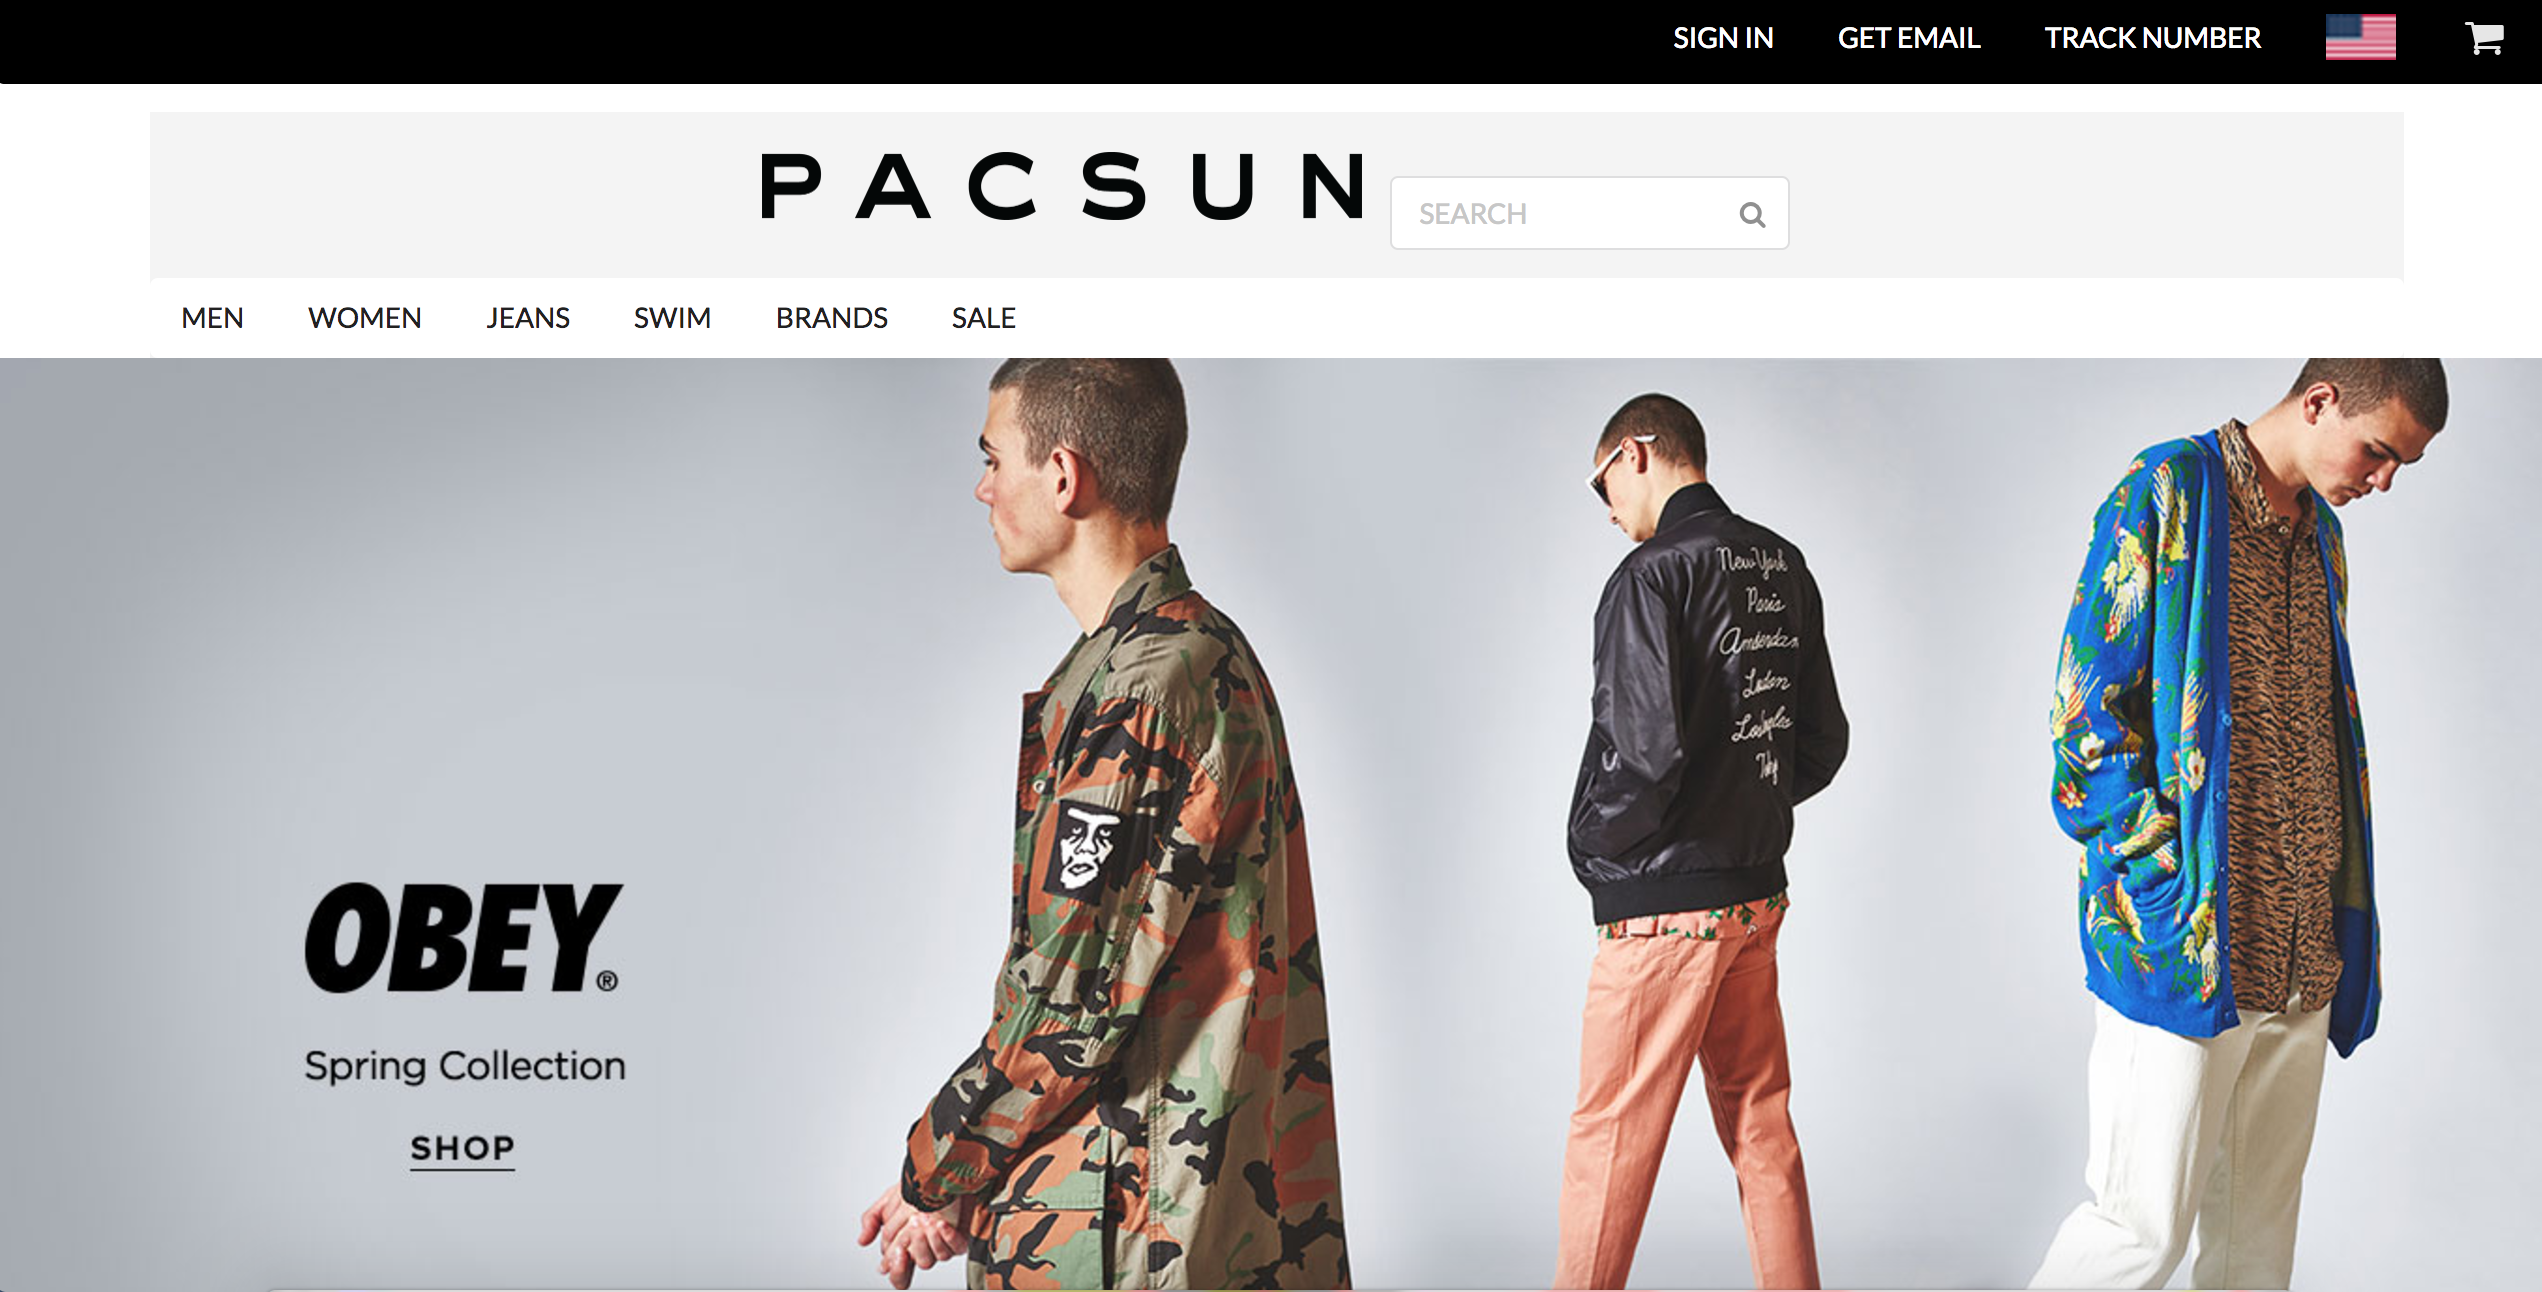 SIGN IN GET EMAIL TRACK NUMBER
PACSUN
SEARCH
MEN WOMEN JEANS SWIM BRANDS SALE
New York
Paris
Amsterdam
London
Los Angeles
OBEY®
Spring Collection
SHOP